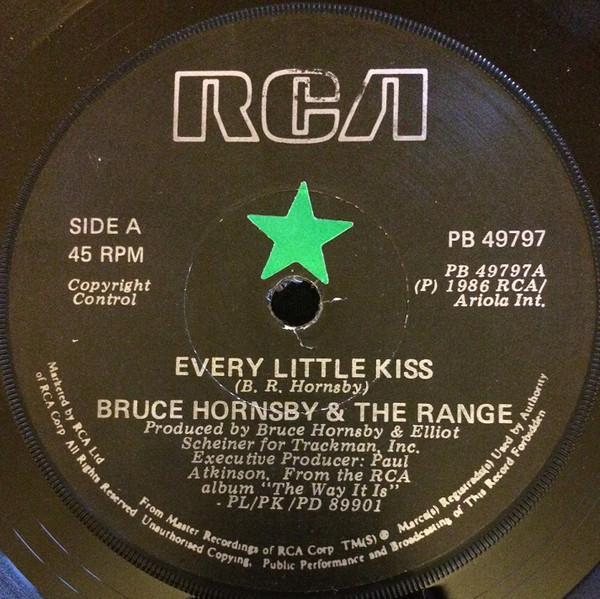 RCA
SIDE A
45 RPM
Copyright
Control
PB 49797
PB 49797A
(P) 1986 RCA/
Ariola Int.
EVERY LITTLE KISS
(B. R. Hornsby)
BRUCE HORNSBY & THE RANGE
Produced by Bruce Hornsby & Elliot
Scheiner for Trackman, Inc.
Executive Producer: Paul
Atkinson. From the RCA
album "The Way It Is"
- PL/PK/PD 89901
Marketed by RCA Ltd
of RCA Corp All Rights Reserved
From Master Recordings of RCA Corp TM(S) ® Marca(s) Registrada(s) Used by Authority
Unauthorised Copying, Public Performance and Broadcasting of This Record Forbidden